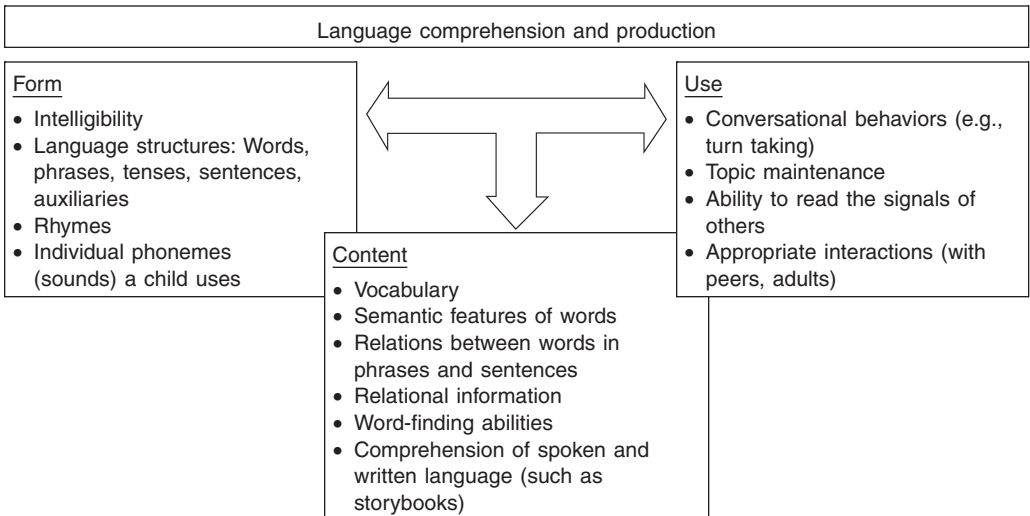 Language comprehension and production
Form
• Intelligibility
• Language structures: Words,
phrases, tenses, sentences,
auxiliaries
• Rhymes
• Individual phonemes
(sounds) a child uses
Use
• Conversational behaviors (e.g.,
turn taking)
• Topic maintenance
• Ability to read the signals of
others
• Appropriate interactions (with
peers, adults)
Content
• Vocabulary
• Semantic features of words
• Relations between words in
phrases and sentences
• Relational information
• Word-finding abilities
• Comprehension of spoken and
written language (such as
storybooks)